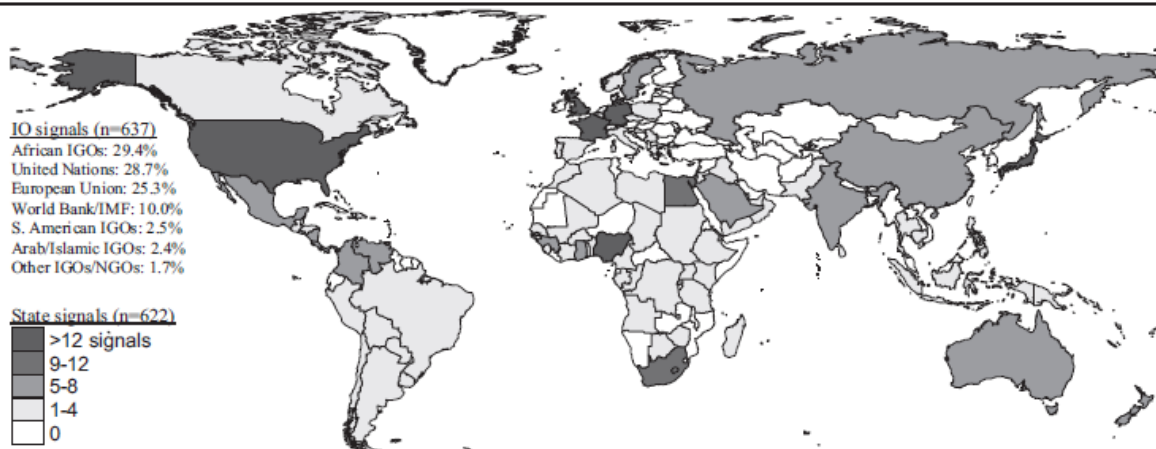 IO signals (n=637)
African IGOs: 29.4%
United Nations: 28.7%
European Union: 25.3%
World Bank/IMF: 10.0%
S. American IGOs: 2.5%
Arab/Islamic IGOs: 2.4%
Other IGOs/NGOs: 1.7%
State signals (n=622)
>12 signals
9-12
5-8
1-4
0